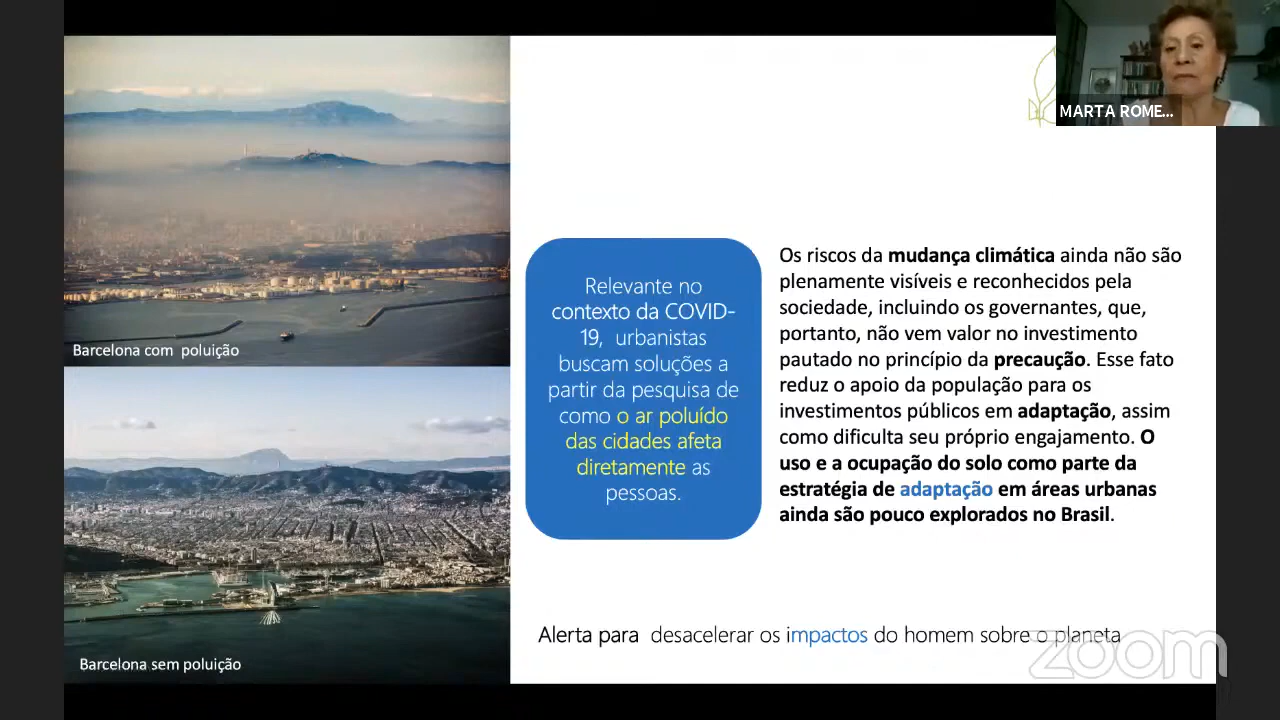 MARTA ROME...
Barcelona com poluição
Barcelona sem poluição
Relevante no
contexto da COVID-
19, urbanistas
buscam soluções a
partir da pesquisa de
como o ar poluído
das cidades afeta
diretamente as
pessoas.
Os riscos da mudança climática ainda não são
plenamente visíveis e reconhecidos pela
sociedade, incluindo os governantes, que,
portanto, não vem valor no investimento
pautado no princípio da precaução. Esse fato
reduz o apoio da população para os
investimentos públicos em adaptação, assim
como dificulta seu próprio engajamento. O
uso e a ocupação do solo como parte da
estratégia de adaptação em áreas urbanas
ainda são pouco explorados no Brasil.
Alerta para desacelerar os impactos do homem sobre o planeta
zoom